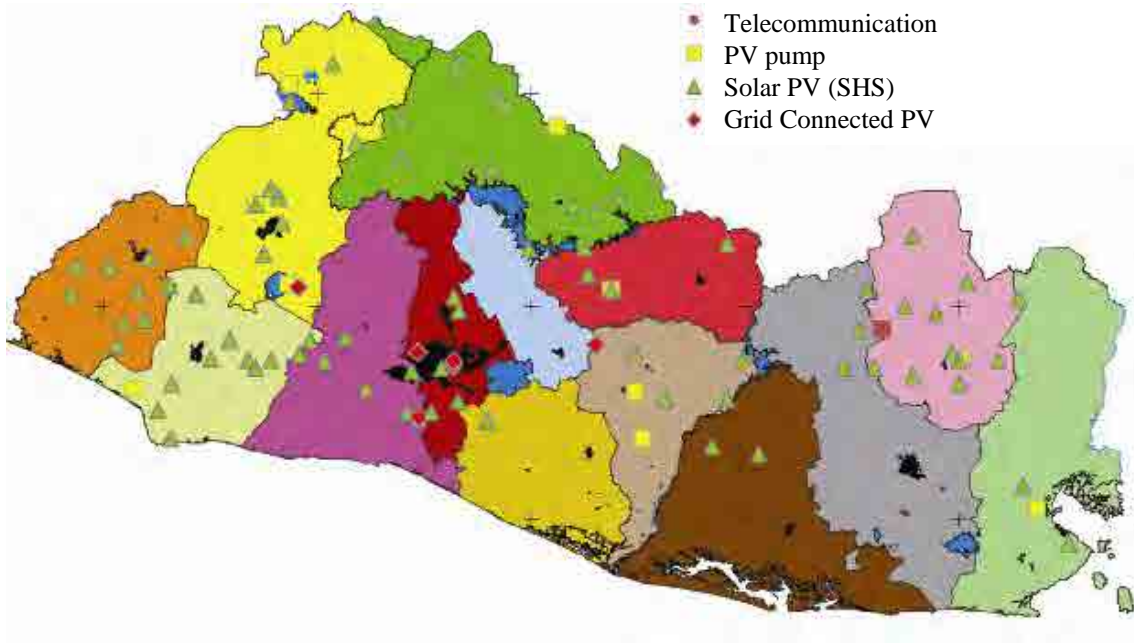 Telecommunication
PV pump
Solar PV (SHS)
Grid Connected PV